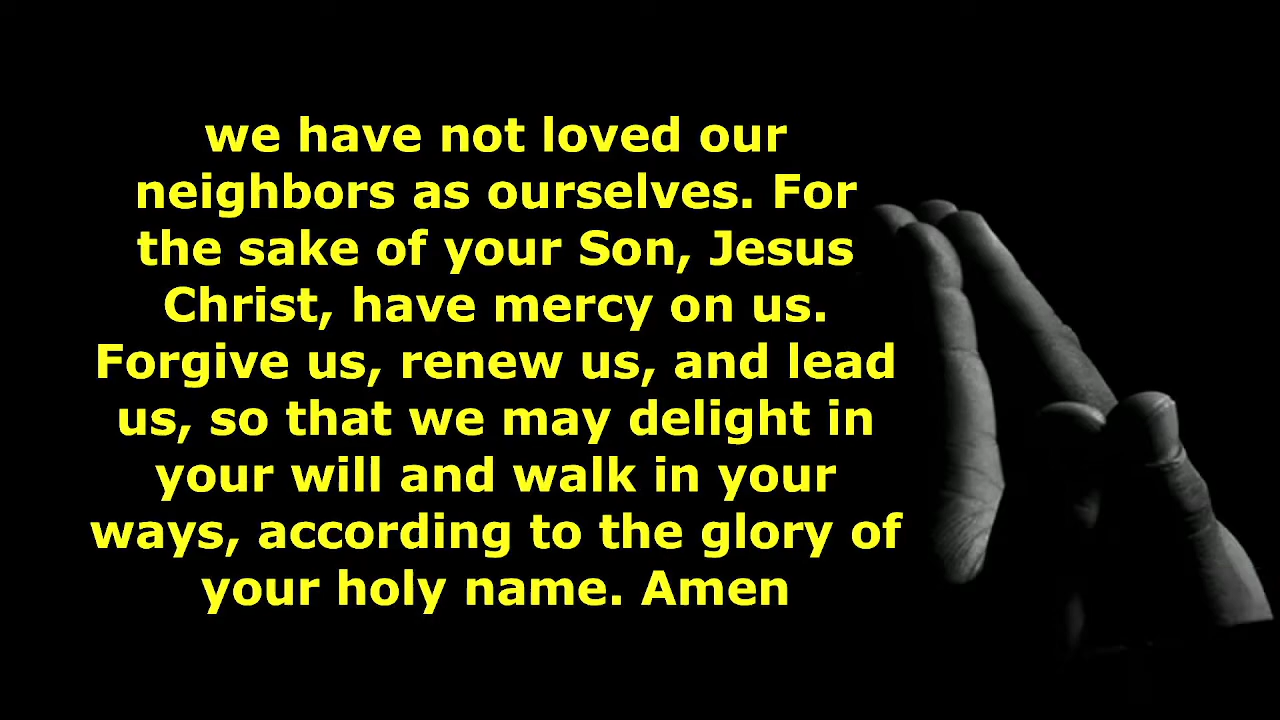 we have not loved our
neighbors as ourselves. For
the sake of your Son, Jesus
Christ, have mercy on us.
Forgive us, renew us, and lead
us, so that we may delight in
your will and walk in your
ways, according to the glory of
your holy name. Amen